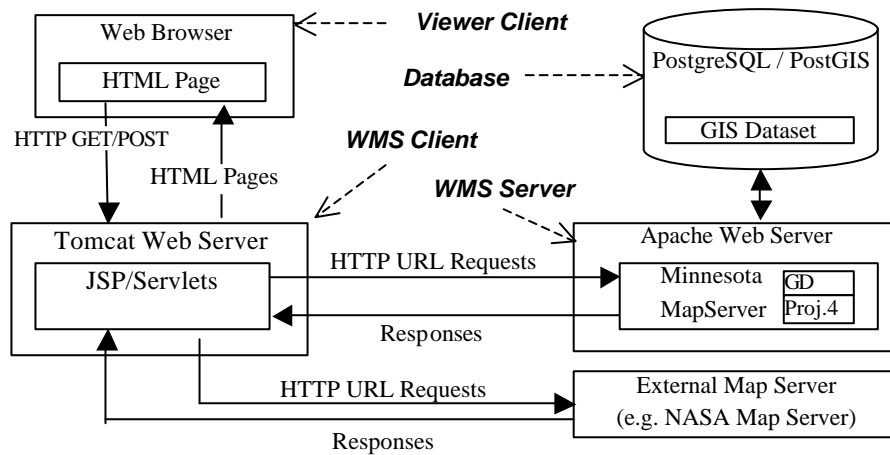 Web Browser
HTML Page
Viewer Client
Database
PostgreSQL / PostGIS
GIS Dataset
HTTP GET/POST
HTML Pages
WMS Client
WMS Server
Tomcat Web Server
JSP/Servlets
HTTP URL Requests
Responses
Apache Web Server
Minnesota
MapServer
GD
Proj.4
HTTP URL Requests
Responses
External Map Server
(e.g. NASA Map Server)